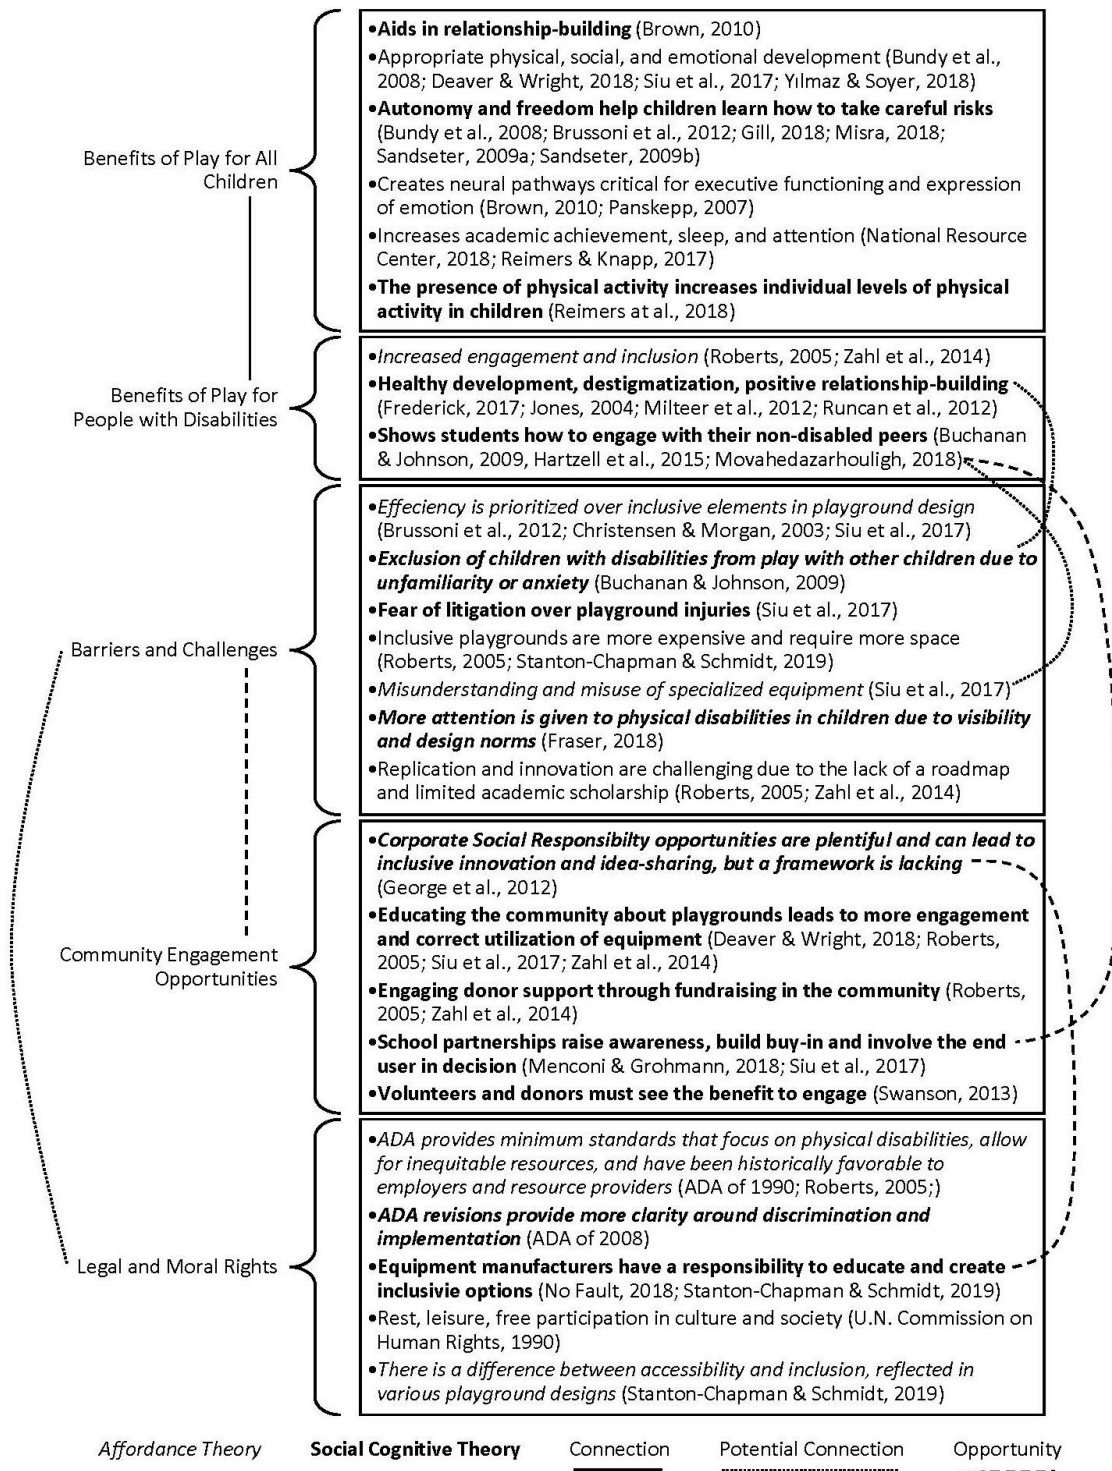 •Aids in relationship-building (Brown, 2010)
•Appropriate physical, social, and emotional development (Bundy et al.,
2008; Deaver & Wright, 2018; Siu et al., 2017; Yılmaz & Soyer, 2018)
•Autonomy and freedom help children learn how to take careful risks
(Bundy et al., 2008; Brussoni et al., 2012; Gill, 2018; Misra, 2018;
Sandseter, 2009a; Sandseter, 2009b)
•Creates neural pathways critical for executive functioning and expression
of emotion (Brown, 2010; Panskepp, 2007)
•Increases academic achievement, sleep, and attention (National Resource
Center, 2018; Reimers & Knapp, 2017)
•The presence of physical activity increases individual levels of physical
activity in children (Reimers at al., 2018)
Benefits of Play for All
Children
•Increased engagement and inclusion (Roberts, 2005; Zahl et al., 2014)
•Healthy development, destigmatization, positive relationship-building
(Frederick, 2017; Jones, 2004; Milteer et al., 2012; Runcan et al., 2012)
•Shows students how to engage with their non-disabled peers (Buchanan
& Johnson, 2009, Hartzell et al., 2015; Movahedazarhouligh, 2018)
Benefits of Play for
People with Disabilities
•Effeciency is prioritized over inclusive elements in playground design
(Brussoni et al., 2012; Christensen & Morgan, 2003; Siu et al., 2017)
•Exclusion of children with disabilities from play with other children due to
unfamiliarity or anxiety (Buchanan & Johnson, 2009)
•Fear of litigation over playground injuries (Siu et al., 2017)
•Inclusive playgrounds are more expensive and require more space
(Roberts, 2005; Stanton-Chapman & Schmidt, 2019)
•Misunderstanding and misuse of specialized equipment (Siu et al., 2017)
•More attention is given to physical disabilities in children due to visibility
and design norms (Fraser, 2018)
•Replication and innovation are challenging due to the lack of a roadmap
and limited academic scholarship (Roberts, 2005; Zahl et al., 2014)
Barriers and Challenges
•Corporate Social Responsibilty opportunities are plentiful and can lead to
inclusive innovation and idea-sharing, but a framework is lacking
(George et al., 2012)
•Educating the community about playgrounds leads to more engagement
and correct utilization of equipment (Deaver & Wright, 2018; Roberts,
2005; Siu et al., 2017; Zahl et al., 2014)
•Engaging donor support through fundraising in the community (Roberts,
2005; Zahl et al., 2014)
•School partnerships raise awareness, build buy-in and involve the end
user in decision (Menconi & Grohmann, 2018; Siu et al., 2017)
•Volunteers and donors must see the benefit to engage (Swanson, 2013)
Community Engagement
Opportunities
•ADA provides minimum standards that focus on physical disabilities, allow
for inequitable resources, and have been historically favorable to
employers and resource providers (ADA of 1990; Roberts, 2005;)
•ADA revisions provide more clarity around discrimination and
implementation (ADA of 2008)
•Equipment manufacturers have a responsibility to educate and create
inclusivie options (No Fault, 2018; Stanton-Chapman & Schmidt, 2019)
•Rest, leisure, free participation in culture and society (U.N. Commission on
Human Rights, 1990)
•There is a difference between accessibility and inclusion, reflected in
various playground designs (Stanton-Chapman & Schmidt, 2019)
Legal and Moral Rights
Affordance Theory Social Cognitive Theory Connection Potential Connection Opportunity